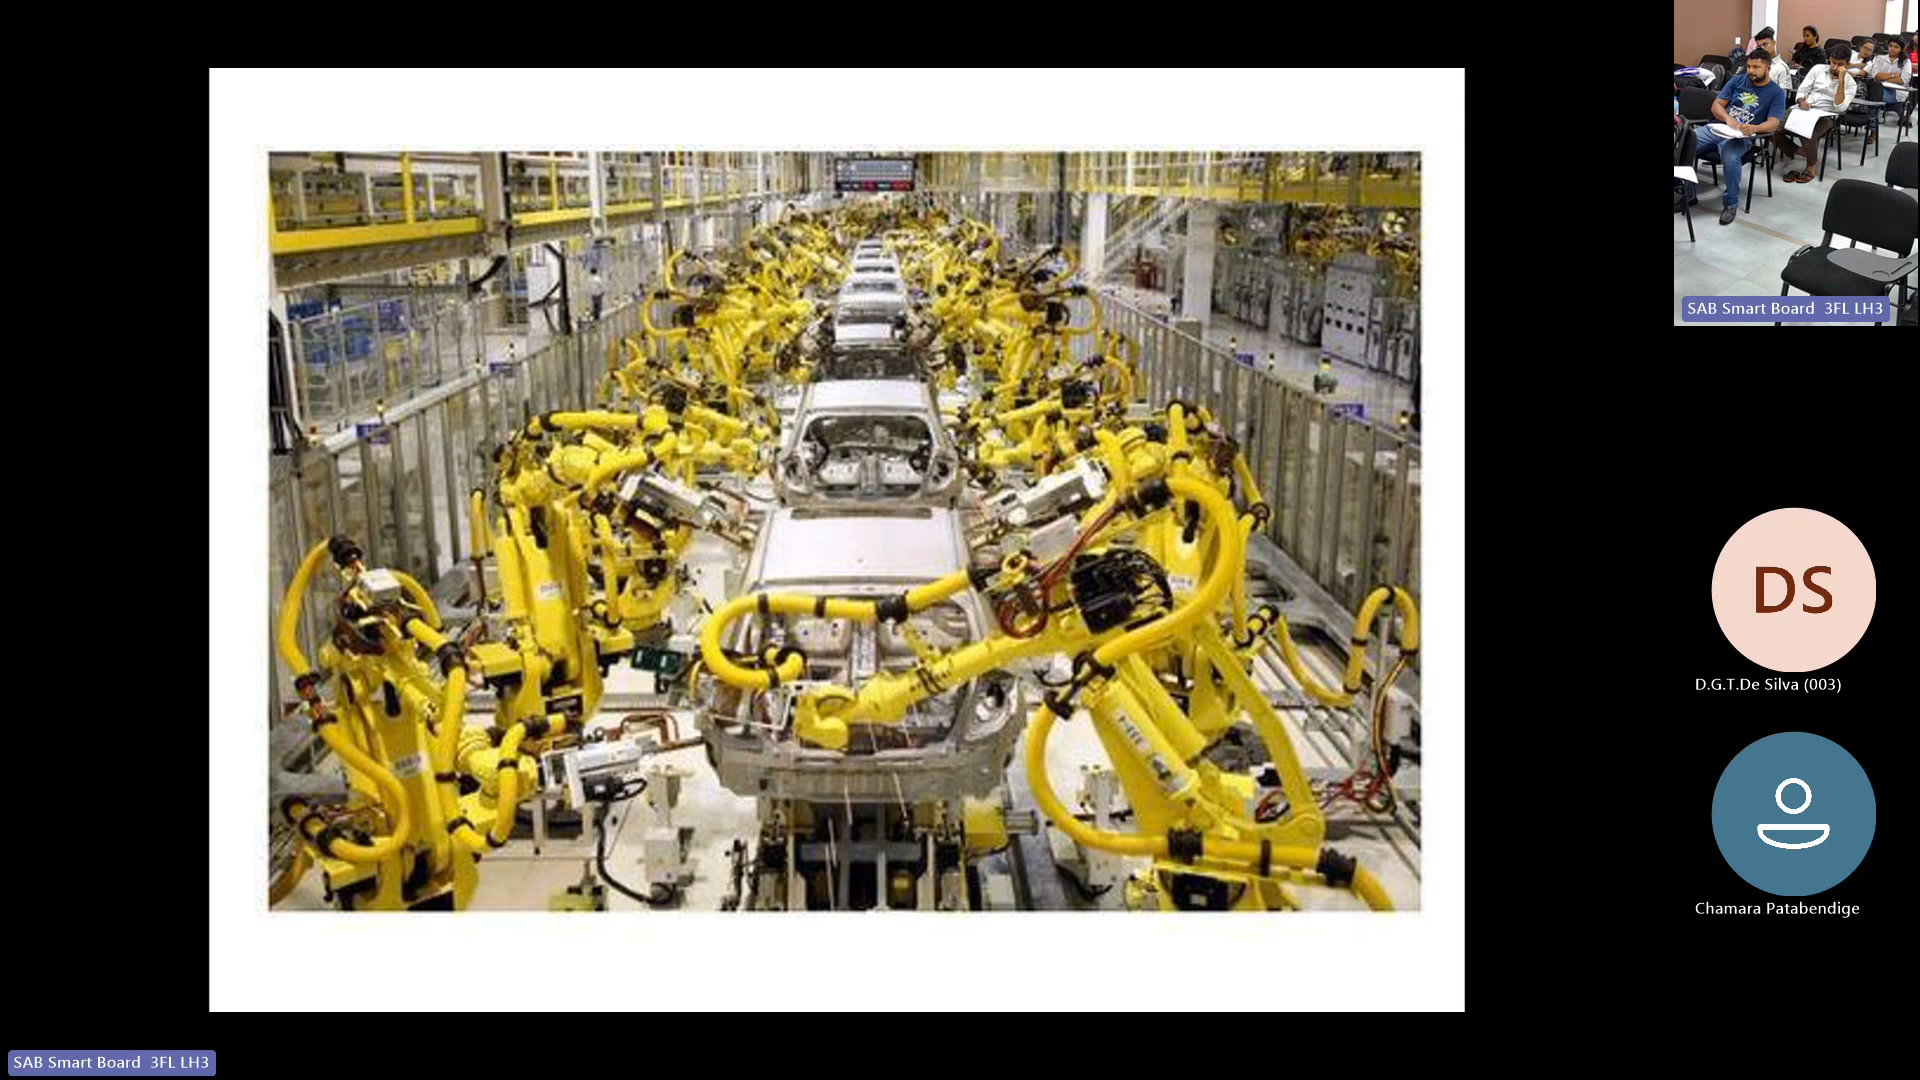 SAB Smart Board 3FL LH3
DS
D.G.T.De Silva (003)
Chamara Patabendige
SAB Smart Board 3FL LH3